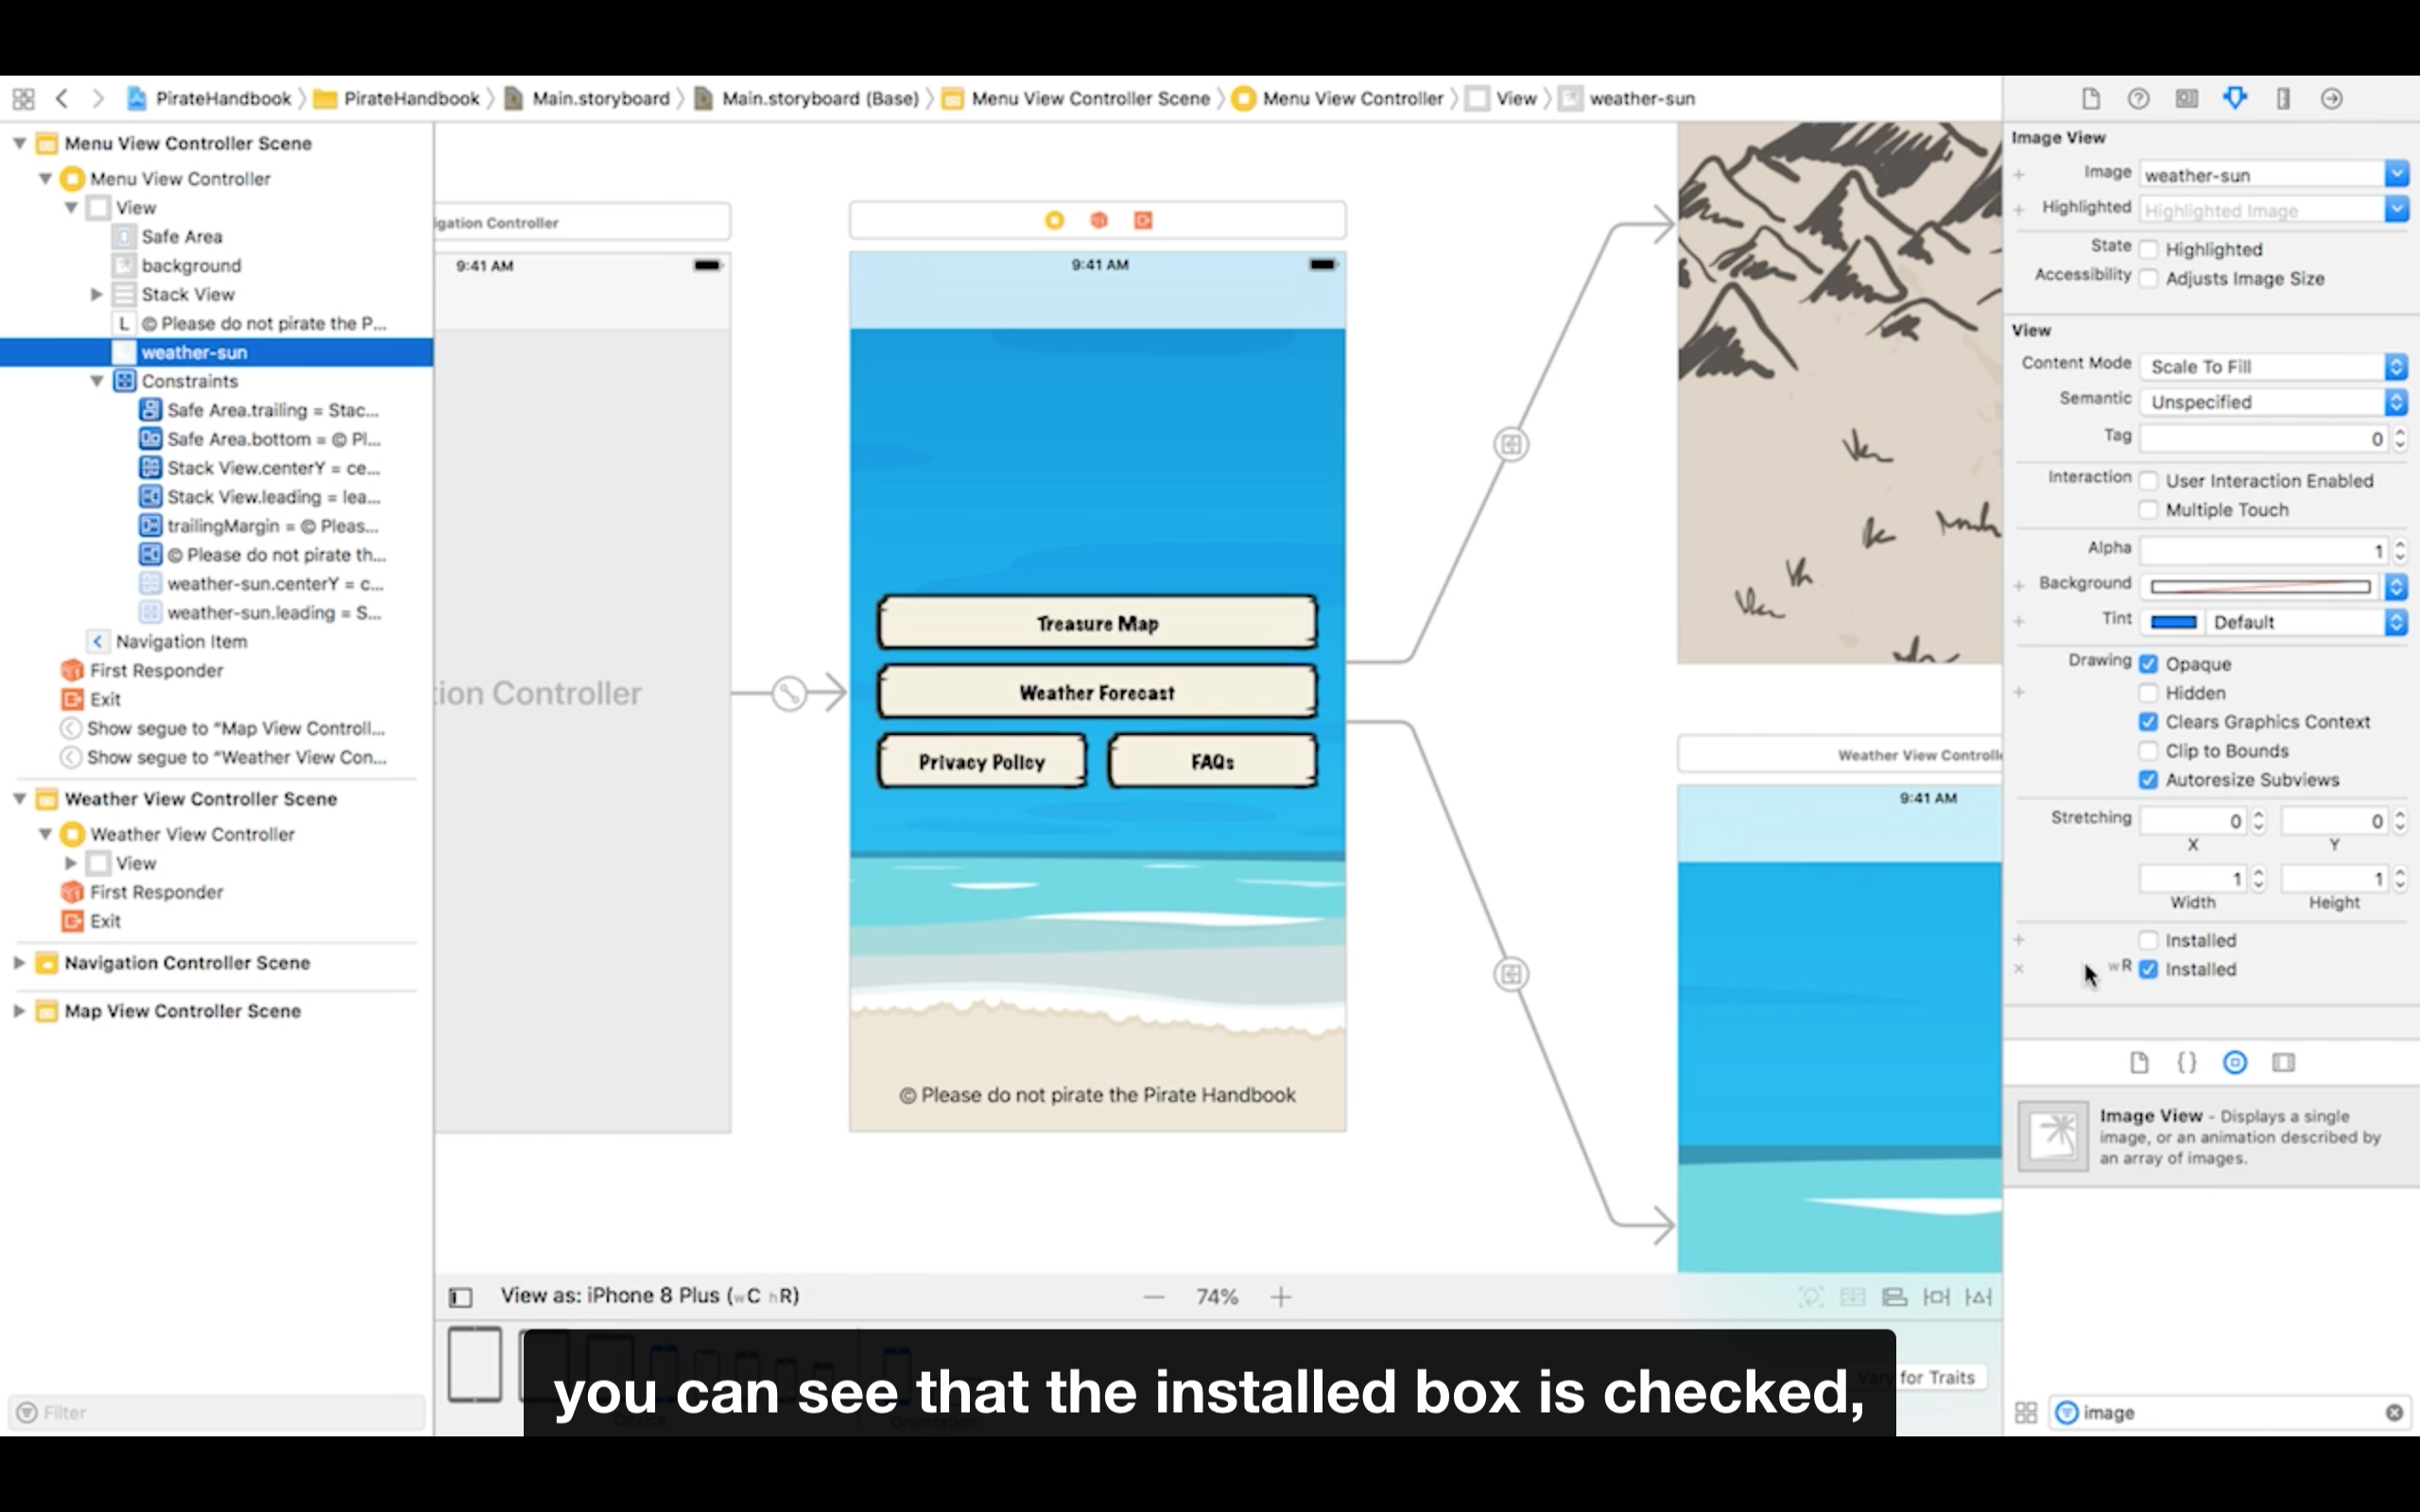 PirateHandbook
PirateHandbook
Main.storyboard
Main.storyboard (Base)
Menu View Controller Scene
Menu View Controller
View
weather-sun
Menu View Controller Scene
Menu View Controller
View
Safe Area
background
Stack View
L © Please do not pirate the P...
weather-sun
Constraints
Safe Area.trailing = Stac...
Safe Area.bottom = © Pl...
Stack View.centerY = ce...
Stack View.leading = lea...
trailingMargin = © Pleas...
© Please do not pirate th...
weather-sun.centerY = c...
weather-sun.leading = S...
Navigation Item
First Responder
Exit
Show segue to “Map View Controll...
Show segue to “Weather View Con...
Weather View Controller Scene
Weather View Controller
View
First Responder
Exit
Navigation Controller Scene
Map View Controller Scene
Filter
igation Controller
9:41 AM
tion Controller
9:41 AM
Treasure Map
Weather Forecast
Privacy Policy
FAQs
© Please do not pirate the Pirate Handbook
Weather View Controlle
9:41 AM
View as: iPhone 8 Plus (wC hR)
74%
Device
Orientation
Vary for Traits
you can see that the installed box is checked,
Image View
Image weather-sun
Highlighted Highlighted Image
State Highlighted
Accessibility Adjusts Image Size
View
Content Mode Scale To Fill
Semantic Unspecified
Tag 0
Interaction User Interaction Enabled
Multiple Touch
Alpha 1
Background
Tint Default
Drawing Opaque
Hidden
Clears Graphics Context
Clip to Bounds
Autoresize Subviews
Stretching 0 0
X Y
1 1
Width Height
Installed
wR Installed
{}
Image View - Displays a single
image, or an animation described by
an array of images.
image